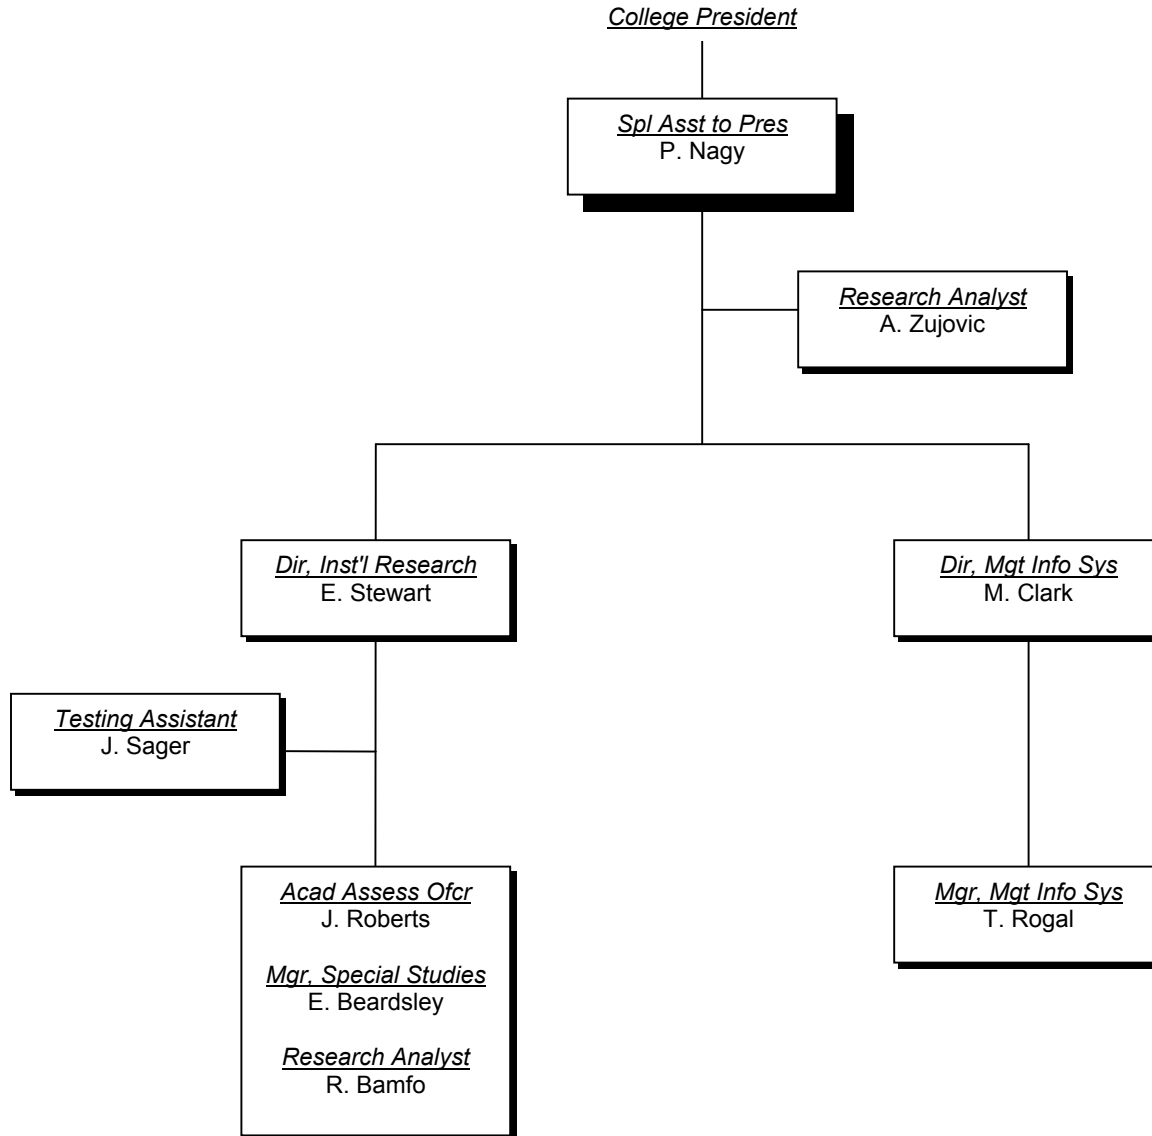 College President
Spl Asst to Pres
P. Nagy
Research Analyst
A. Zujovic
Dir, Inst'l Research
E. Stewart
Dir, Mgt Info Sys
M. Clark
Testing Assistant
J. Sager
Acad Assess Ofcr
J. Roberts
Mgr, Special Studies
E. Beardsley
Research Analyst
R. Bamfo
Mgr, Mgt Info Sys
T. Rogal